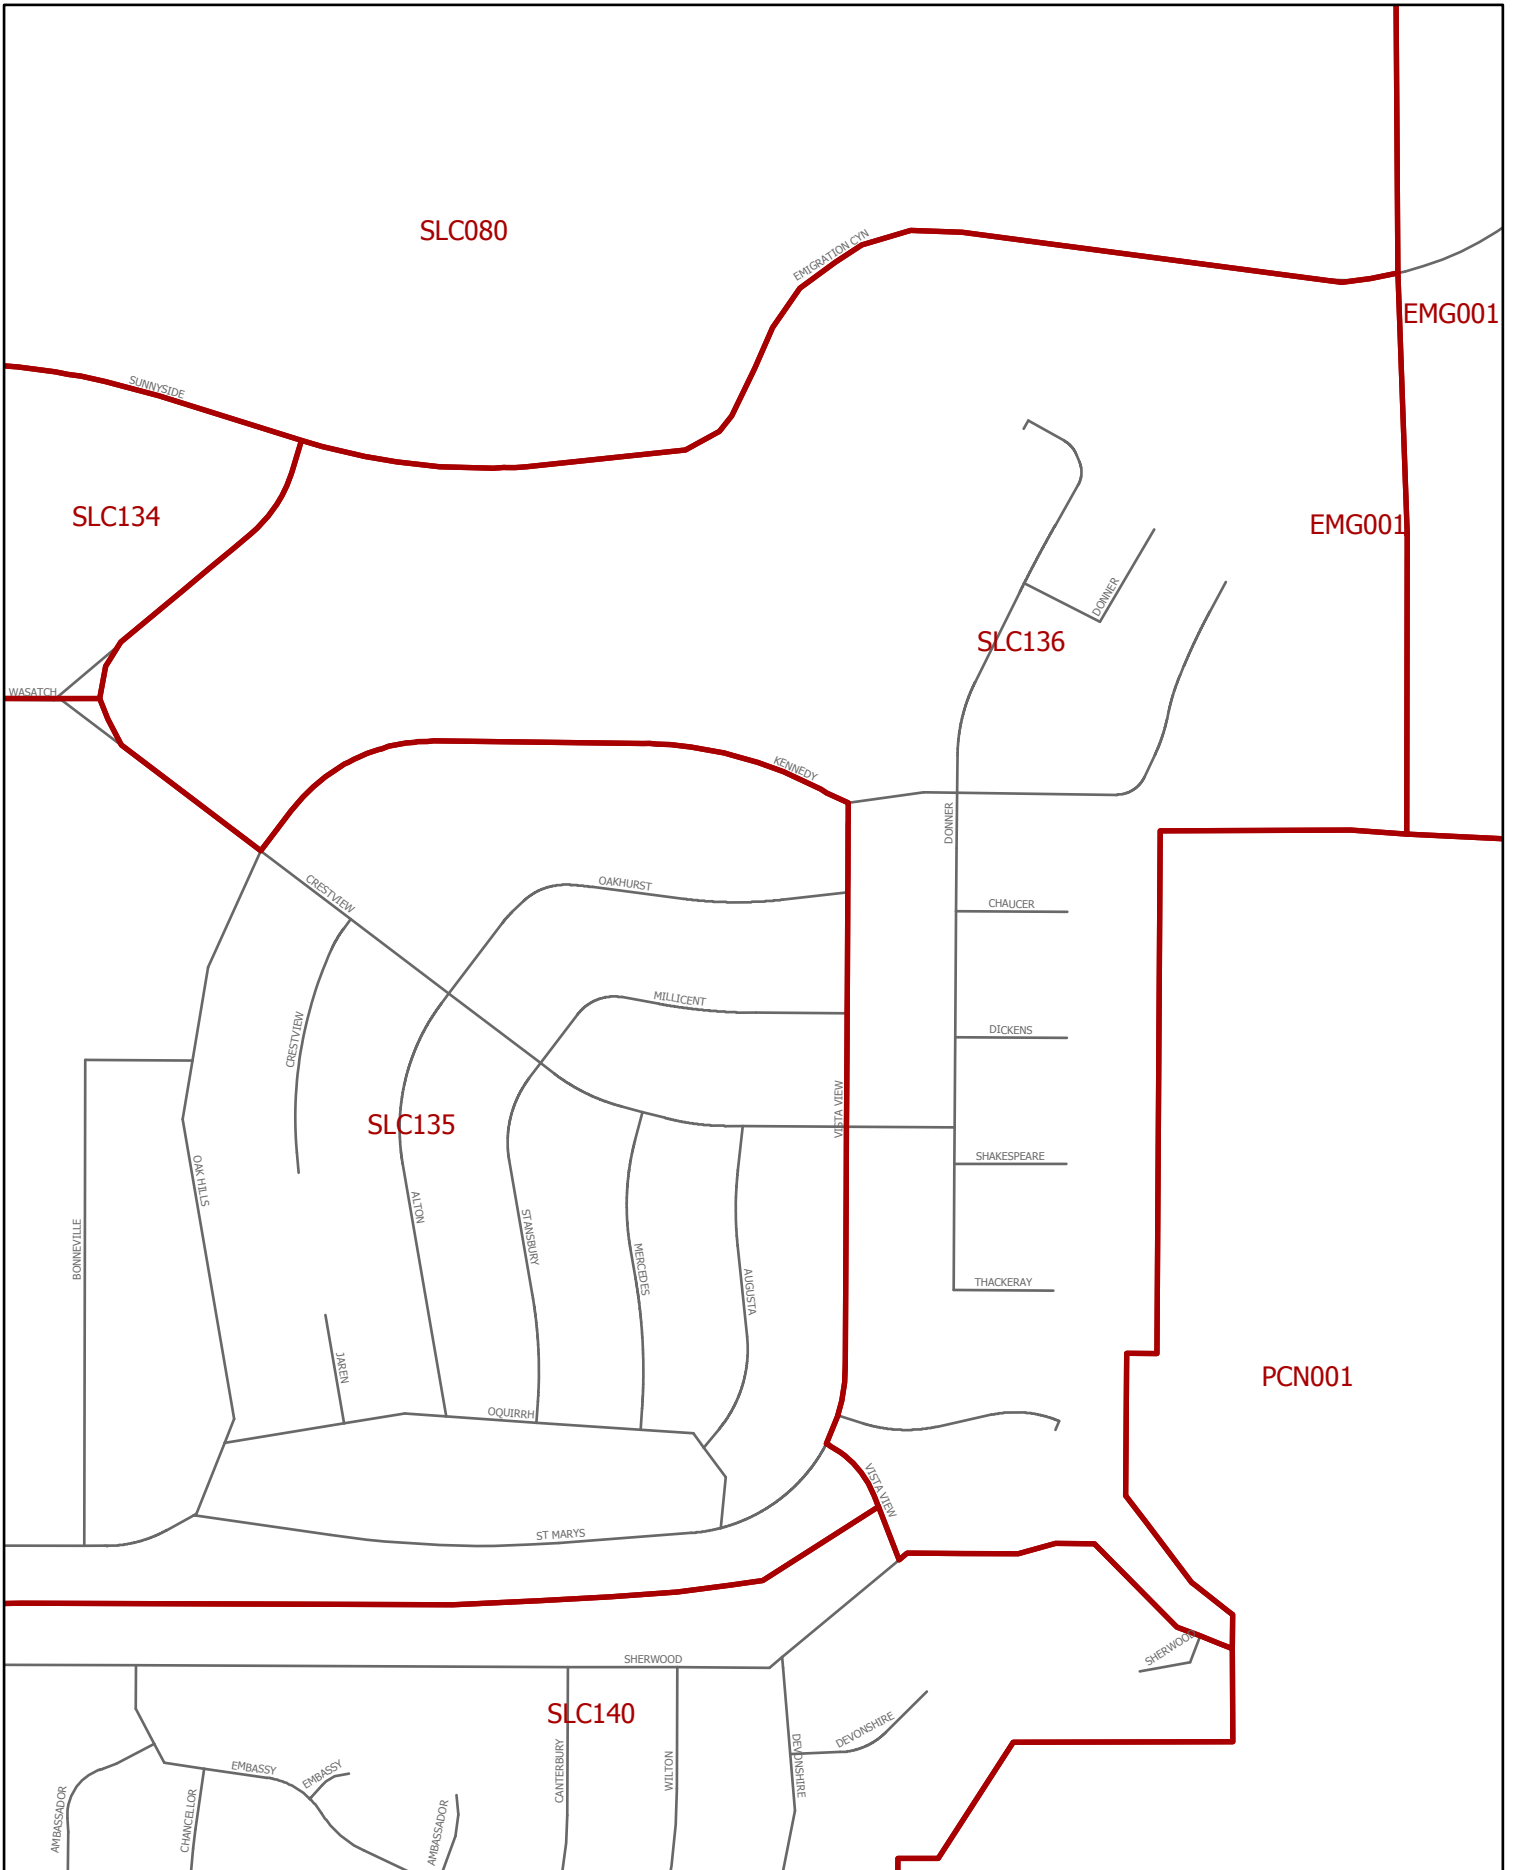 SLC080
EMIGRATION CYN
EMG001
SUNNYSIDE
SLC134
EMG001
DONNER
SLC136
WASATCH
KENNEDY
DONNER
CRESTVIEW
OAKHURST
CHAUCER
MILLICENT
CRESTVIEW
DICKENS
VISTA VIEW
SLC135
SHAKESPEARE
OAK HILLS
ALTON
STANSBURY
BONNEVILLE
MERCEDES
AUGUSTA
THACKERAY
JAREN
PCN001
OQUIRRH
VISTA VIEW
ST MARYS
SHERWOOD
SHERWOOD
SLC140
DEVONSHIRE
DEVONSHIRE
EMBASSY
EMBASSY
CANTERBURY
WILTON
AMBASSADOR
CHANCELLOR
AMBASSADOR